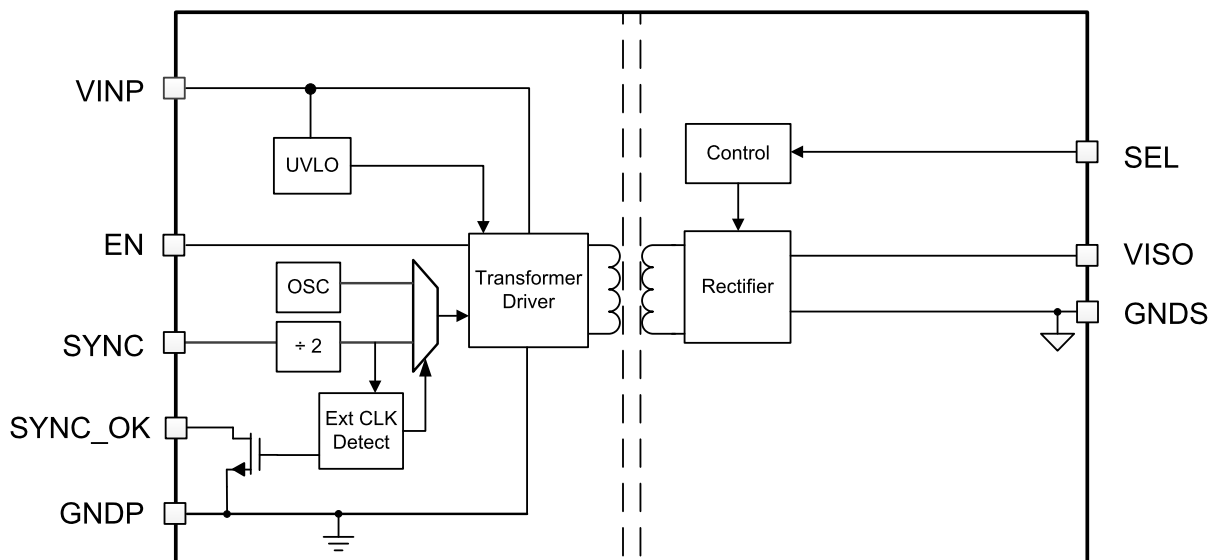 VINP
UVLO
Control
SEL
EN
VISO
OSC
Transformer
Driver
Rectifier
GNDS
SYNC
÷ 2
SYNC_OK
Ext CLK
Detect
GNDP